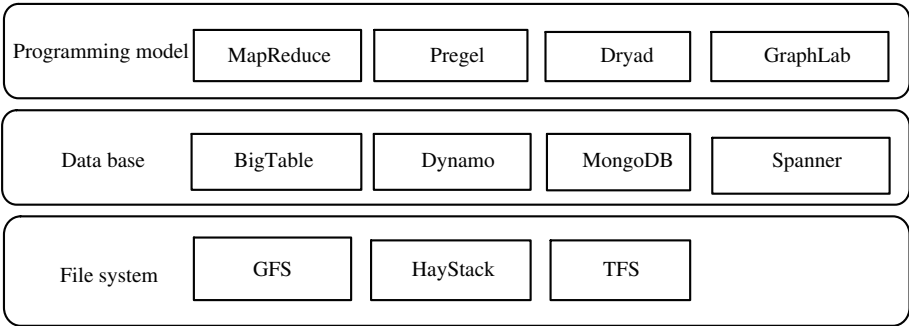 Programming model MapReduce Pregel Dryad GraphLab
Data base BigTable Dynamo MongoDB Spanner
File system GFS HayStack TFS